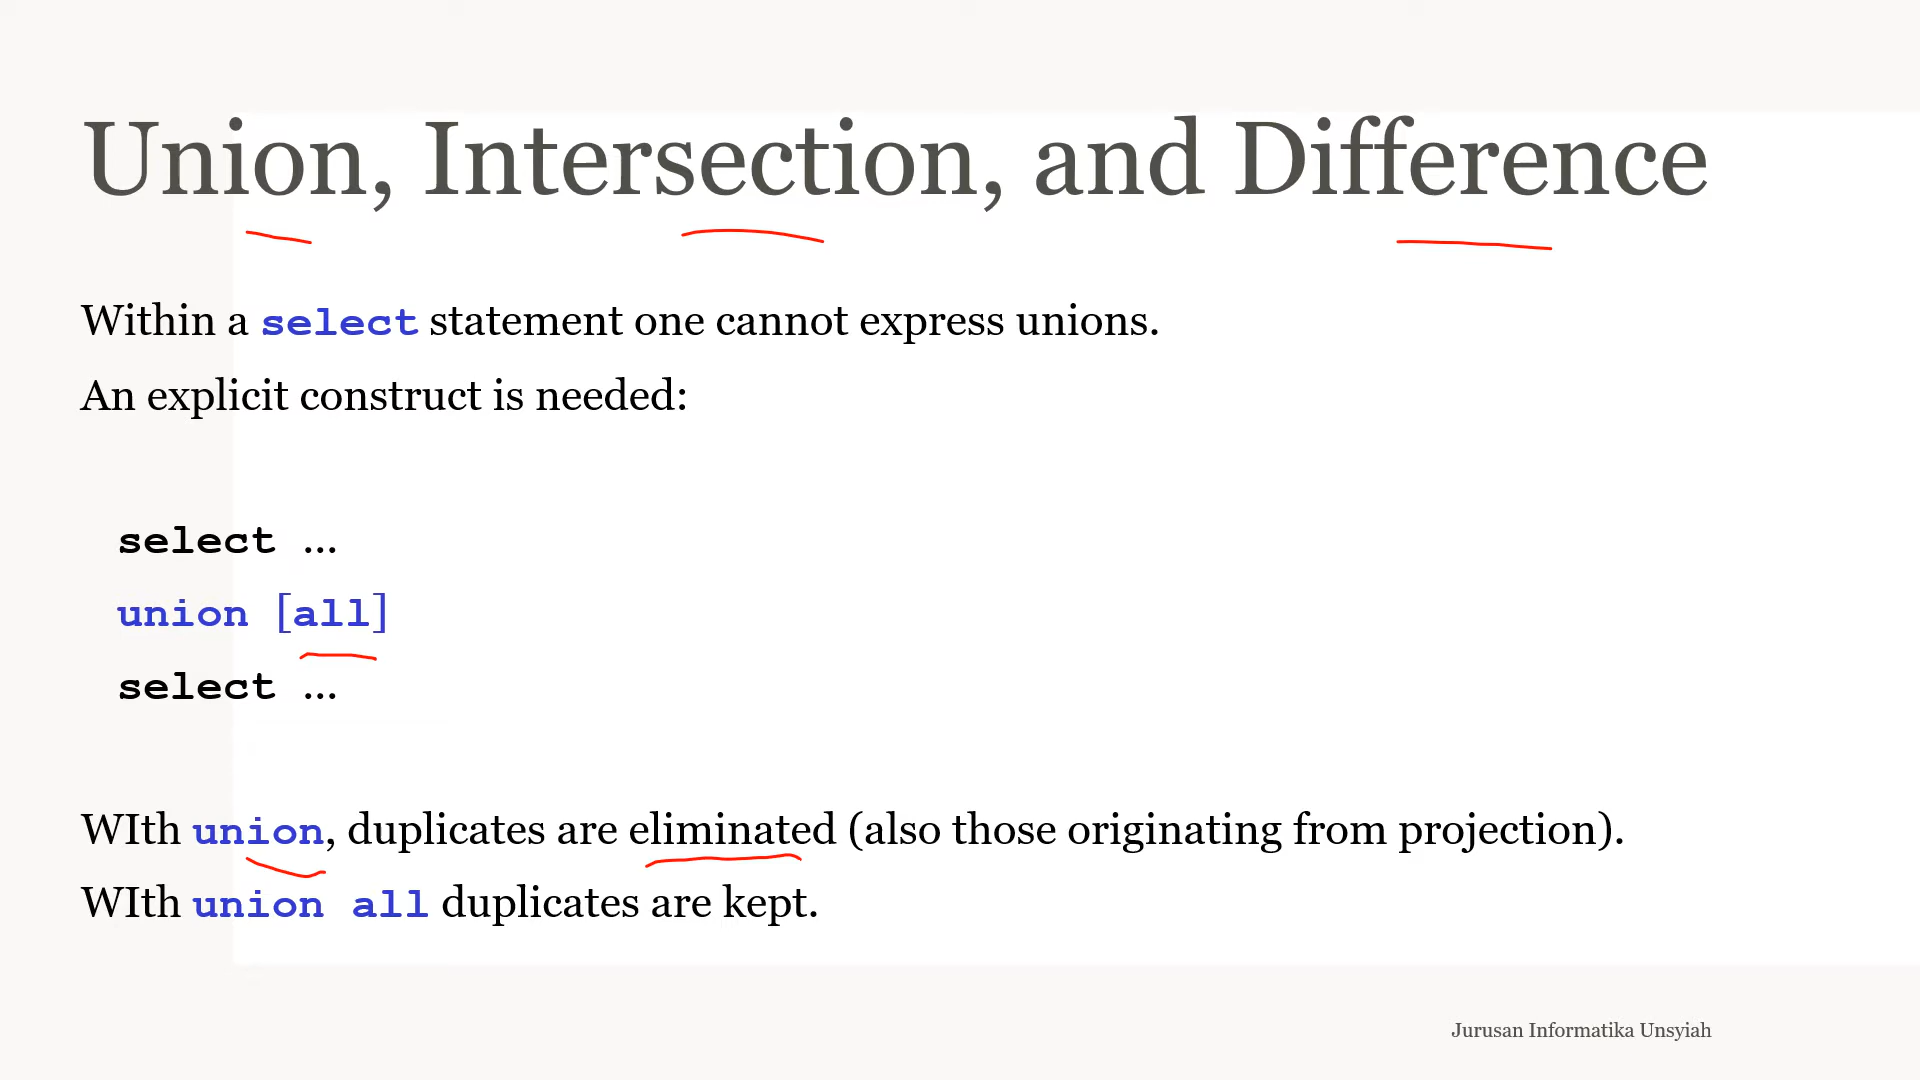 Union, Intersection, and Difference
Within a select statement one cannot express unions.
An explicit construct is needed:
select …
union [all]
select …
WIth union, duplicates are eliminated (also those originating from projection).
WIth union all duplicates are kept.
Jurusan Informatika Unsyiah